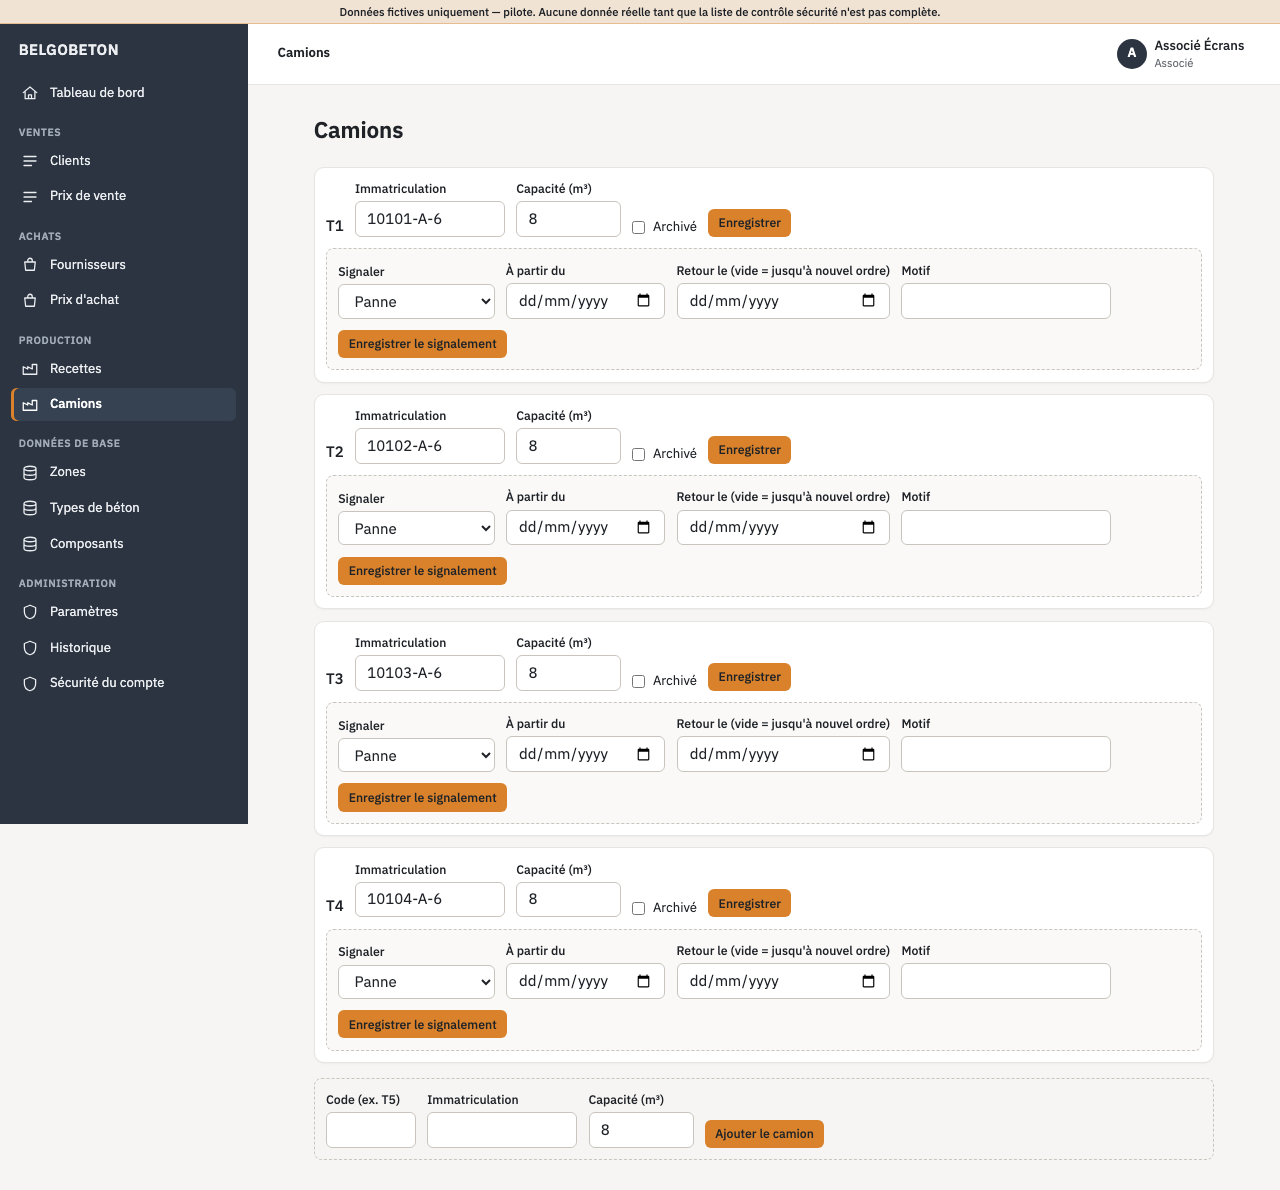 Données fictives uniquement — pilote. Aucune donnée réelle tant que la liste de contrôle sécurité n'est pas complète.
BELGOBETON
Tableau de bord
VENTES
Clients
Prix de vente
ACHATS
Fournisseurs
Prix d'achat
PRODUCTION
Recettes
Camions
DONNÉES DE BASE
Zones
Types de béton
Composants
ADMINISTRATION
Paramètres
Historique
Sécurité du compte
Camions
A
Associé Écrans
Associé
Camions
Immatriculation Capacité (m³)
T1 10101-A-6 8 Archivé Enregistrer
Signaler À partir du Retour le (vide = jusqu'à nouvel ordre) Motif
Panne dd/mm/yyyy dd/mm/yyyy
Enregistrer le signalement
Immatriculation Capacité (m³)
T2 10102-A-6 8 Archivé Enregistrer
Signaler À partir du Retour le (vide = jusqu'à nouvel ordre) Motif
Panne dd/mm/yyyy dd/mm/yyyy
Enregistrer le signalement
Immatriculation Capacité (m³)
T3 10103-A-6 8 Archivé Enregistrer
Signaler À partir du Retour le (vide = jusqu'à nouvel ordre) Motif
Panne dd/mm/yyyy dd/mm/yyyy
Enregistrer le signalement
Immatriculation Capacité (m³)
T4 10104-A-6 8 Archivé Enregistrer
Signaler À partir du Retour le (vide = jusqu'à nouvel ordre) Motif
Panne dd/mm/yyyy dd/mm/yyyy
Enregistrer le signalement
Code (ex. T5) Immatriculation Capacité (m³)
8 Ajouter le camion